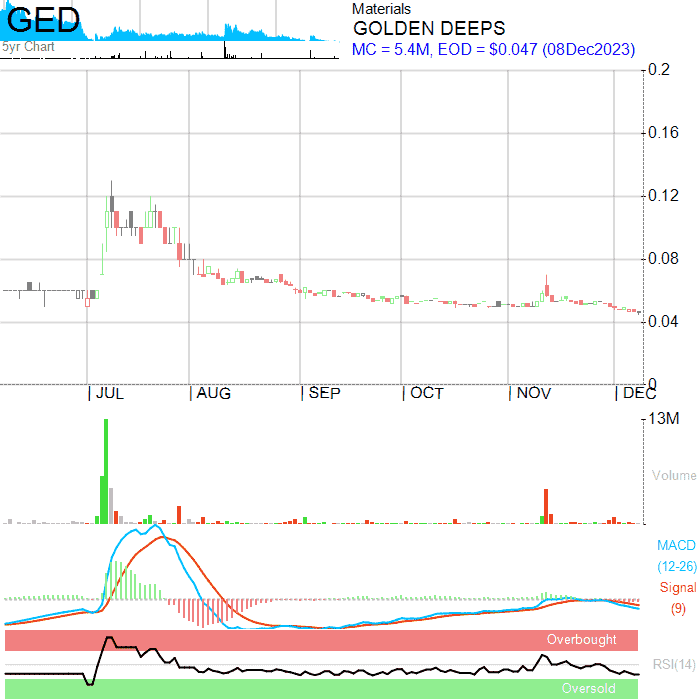 GED
5yr Chart
Materials
GOLDEN DEEPS
MC = 5.4M, EOD = $0.047 (08Dec2023)
0.2
0.16
0.12
0.08
0.04
0
JUL AUG SEP OCT NOV DEC
13M
Volume
MACD
(12-26)
Signal
(9)
Overbought
RSI(14)
Oversold